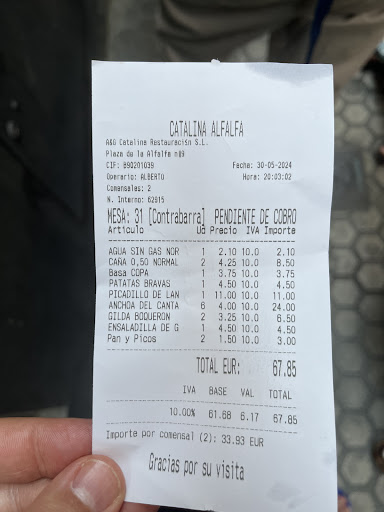 CATALINA ALFALFA
A&G Catalina Restauración S.L.
Plaza de la Alfalfa nº9
CIF: B90201039 Fecha: 30-05-2024
Operario: ALBERTO Hora: 20:03:02
Comensales: 2
N. Interno: 62615
MESA: 31 [Contrabarra] PENDIENTE DE COBRO
Artículo Ud Precio IVA Importe
AGUA SIN GAS NOR 1 2.10 10.0 2.10
CAÑA 0,50 NORMAL 2 4.25 10.0 8.50
Basa COPA 1 3.75 10.0 3.75
PATATAS BRAVAS 1 4.50 10.0 4.50
PICADILLO DE LAN 1 11.00 10.0 11.00
ANCHOA DEL CANTA 6 4.00 10.0 24.00
GILDA BOQUERON 2 3.25 10.0 6.50
ENSALADILLA DE G 1 4.50 10.0 4.50
Pan y Picos 2 1.50 10.0 3.00
TOTAL EUR: 67.85
IVA BASE VAL TOTAL
10.00% 61.68 6.17 67.85
Importe por comensal (2): 33.93 EUR
Gracias por su visita